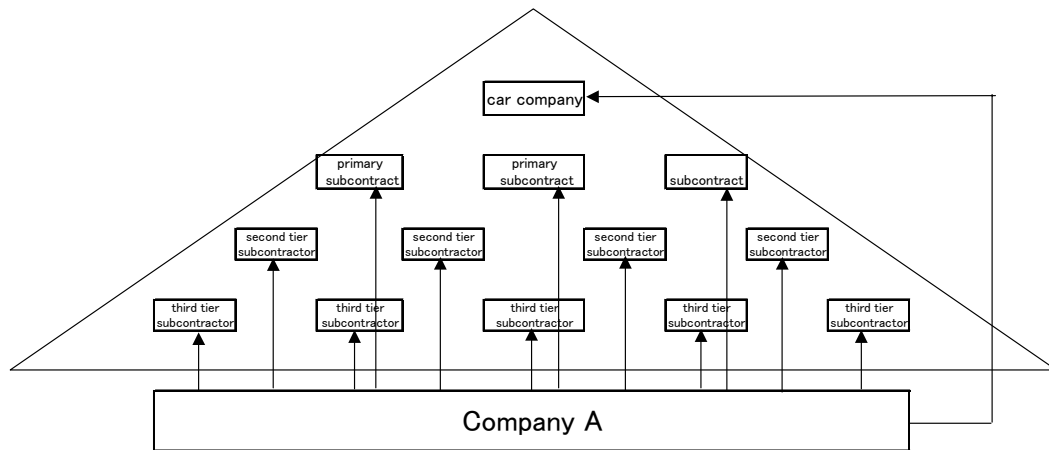 car company
primary
subcontract
primary
subcontract
subcontract
second tier
subcontractor
second tier
subcontractor
second tier
subcontractor
second tier
subcontractor
third tier
subcontractor
third tier
subcontractor
third tier
subcontractor
third tier
subcontractor
third tier
subcontractor
Company A